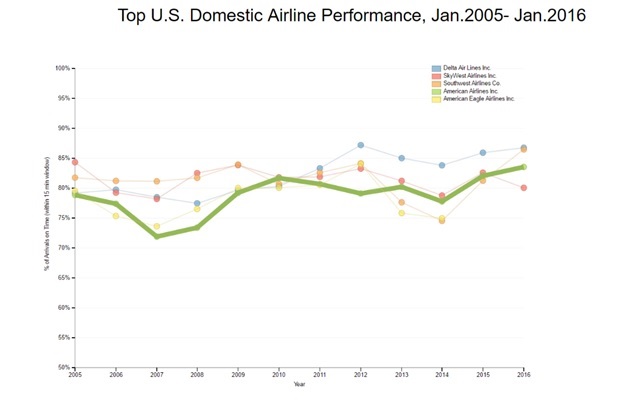 Top U.S. Domestic Airline Performance, Jan.2005- Jan.2016
Delta Air Lines Inc.
SkyWest Airlines Inc.
Southwest Airlines Co.
American Airlines Inc.
American Eagle Airlines Inc.
% of Arrivals on Time (within 15 min window)
100%
95%
90%
85%
80%
75%
70%
65%
60%
55%
50%
2005 2006 2007 2008 2009 2010 2011 2012 2013 2014 2015 2016
Year